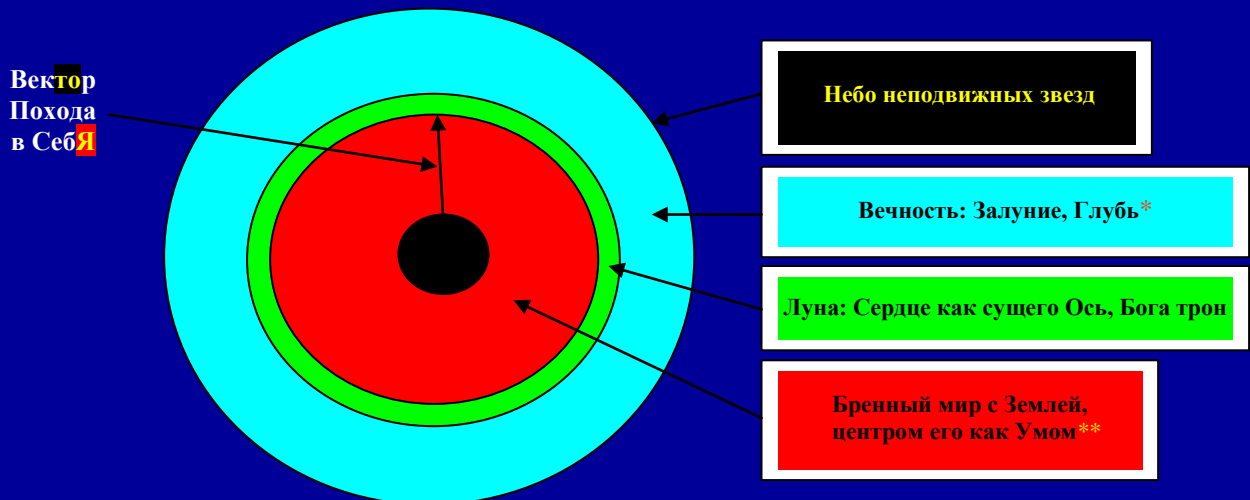 Вектор
Похода
в СебЯ
Небо неподвижных звезд
Вечность: Залуние, Глубь*
Луна: Сердце как сущего Ось, Бога трон
Бренный мир с Землей,
центром его как Умом**